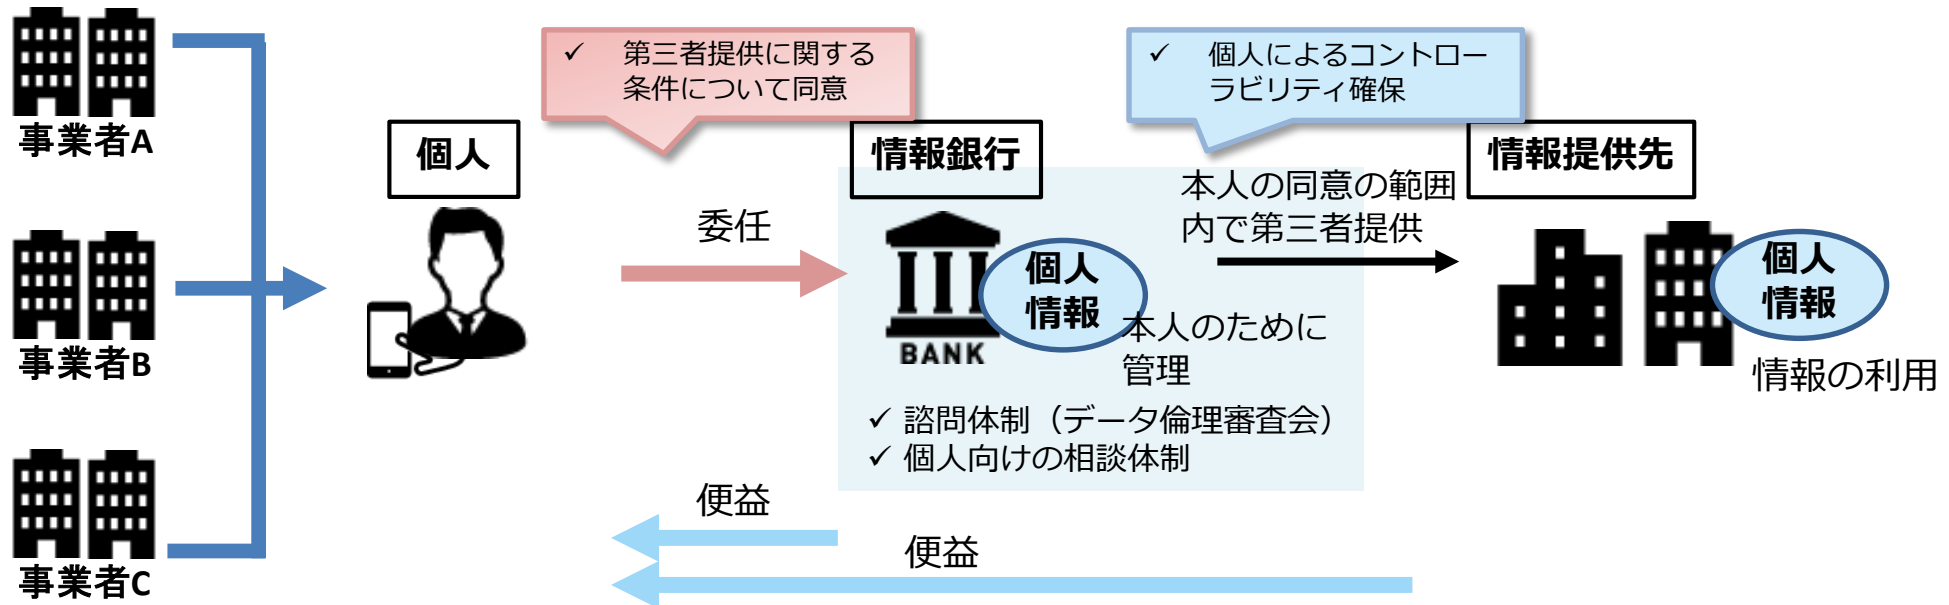 事業者A
事業者B
事業者C
個人
✓ 第三者提供に関する
条件について同意
委任
情報銀行
BANK
個人
情報
本人のために
管理
✓ 諮問体制（データ倫理審査会）
✓ 個人向けの相談体制
✓ 個人によるコントロー
ラビリティ確保
本人の同意の範囲
内で第三者提供
情報提供先
個人
情報
情報の利用
便益
便益